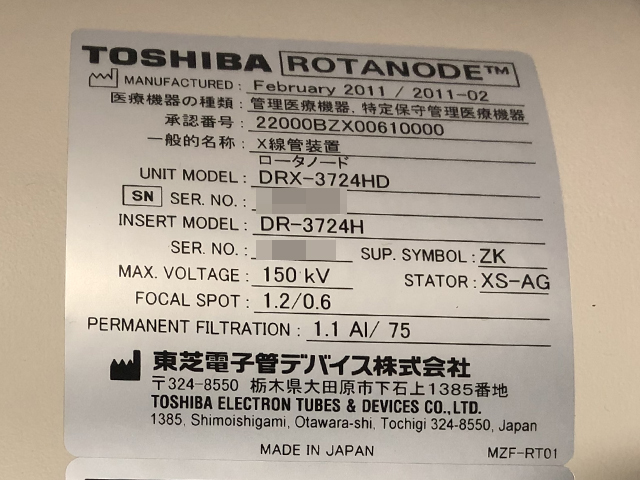 TOSHIBA ROTANODE™
MANUFACTURED : February 2011 / 2011-02
医療機器の種類 : 管理医療機器, 特定保守管理医療機器
承認番号 : 22000BZX00610000
一般的名称 : X線管装置
ロータノード
UNIT MODEL : DRX-3724HD
SN SER. NO. :
INSERT MODEL : DR-3724H
SER. NO. : SUP. SYMBOL : ZK
MAX. VOLTAGE : 150 kV STATOR : XS-AG
FOCAL SPOT : 1.2/0.6
PERMANENT FILTRATION : 1.1 Al/ 75
東芝電子管デバイス株式会社
〒324-8550 栃木県大田原市下石上1385番地
TOSHIBA ELECTRON TUBES & DEVICES CO., LTD.
1385, Shimoishigami, Otawara-shi, Tochigi 324-8550, Japan
MADE IN JAPAN MZF-RT01